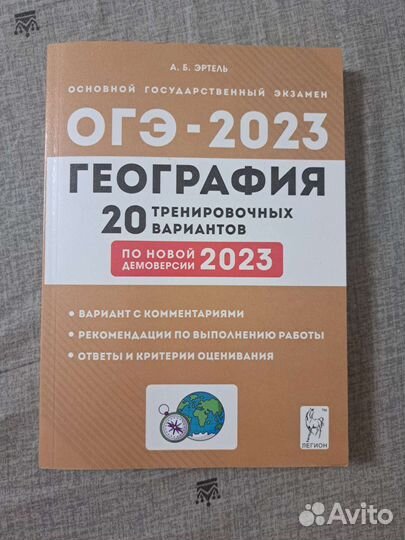 А. Б. ЭРТЕЛЬ
ОСНОВНОЙ ГОСУДАРСТВЕННЫЙ ЭКЗАМЕН
ОГЭ - 2023
ГЕОГРАФИЯ
20 ТРЕНИРОВОЧНЫХ
ВАРИАНТОВ
ПО НОВОЙ
ДЕМОВЕРСИИ 2023
• ВАРИАНТ С КОММЕНТАРИЯМИ
• РЕКОМЕНДАЦИИ ПО ВЫПОЛНЕНИЮ РАБОТЫ
• ОТВЕТЫ И КРИТЕРИИ ОЦЕНИВАНИЯ
TM
ЛЕГИОН
Avito